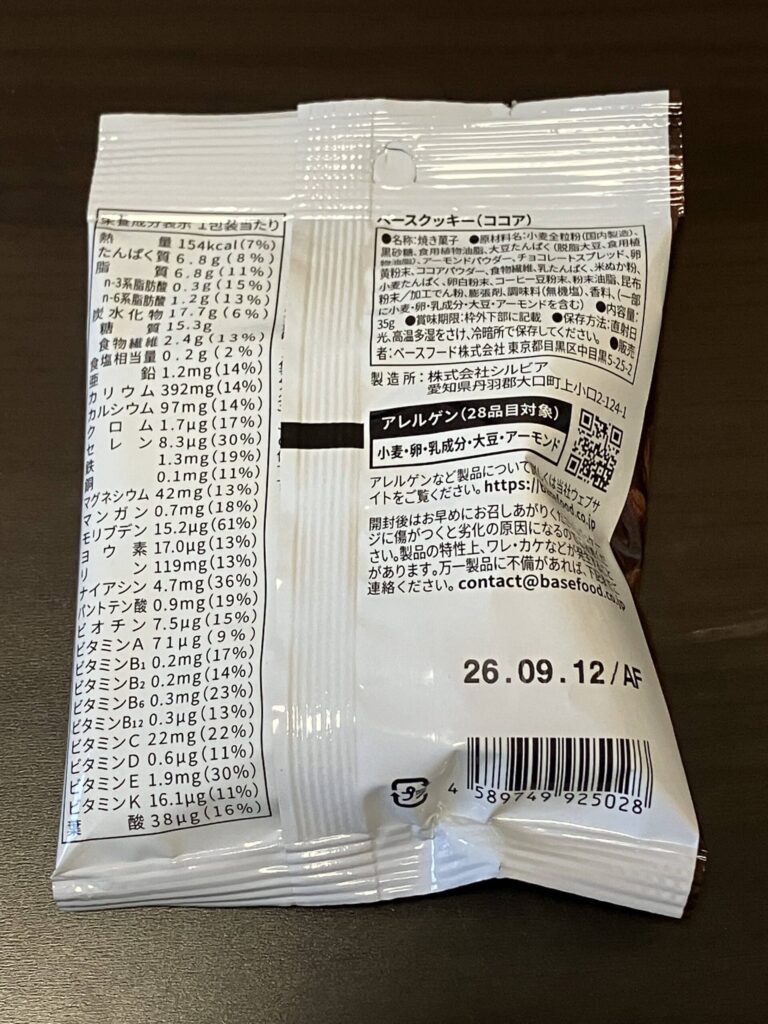 栄養成分表示 1包装当たり
熱量 154kcal(7%)
たんぱく質 6.8g(8%)
脂質 6.8g(11%)
n-3系脂肪酸 0.3g(15%)
n-6系脂肪酸 1.2g(13%)
炭水化物 17.7g(6%)
糖質 15.3g
食物繊維 2.4g(13%)
食塩相当量 0.2g(2%)
亜鉛 1.2mg(14%)
カリウム 392mg(14%)
カルシウム 97mg(14%)
クロム 1.7μg(17%)
セレン 8.3μg(30%)
鉄 1.3mg(19%)
銅 0.1mg(11%)
マグネシウム 42mg(13%)
マンガン 0.7mg(18%)
モリブデン 15.2μg(61%)
ヨウ素 17.0μg(13%)
リン 119mg(13%)
ナイアシン 4.7mg(36%)
パントテン酸 0.9mg(19%)
ビオチン 7.5μg(15%)
ビタミンA 71μg(9%)
ビタミンB1 0.2mg(17%)
ビタミンB2 0.2mg(14%)
ビタミンB6 0.3mg(23%)
ビタミンB12 0.3μg(13%)
ビタミンC 22mg(22%)
ビタミンD 0.6μg(11%)
ビタミンE 1.9mg(30%)
ビタミンK 16.1μg(11%)
葉酸 38μg(16%)
ベースクッキー(ココア)
●名称:焼き菓子 ●原材料名:小麦全粒粉(国内製造)、
黒砂糖、食用植物油脂、大豆たんぱく(脱脂大豆、食用植
物油脂)、アーモンドパウダー、チョコレートスプレッド、卵
黄粉末、ココアパウダー、食物繊維、乳たんぱく、米ぬか粉、
小麦たんぱく、卵白粉末、コーヒー豆粉末、粉末油脂、昆布
粉末/加工でん粉、膨張剤、調味料(無機塩)、香料、(一部
に小麦・卵・乳成分・大豆・アーモンドを含む) ●内容量:
35g ●賞味期限:枠外下部に記載 ●保存方法:直射日
光、高温多湿をさけ、冷暗所で保存してください。 ●販売
者:ベースフード株式会社 東京都目黒区中目黒5-25-2
製造所:株式会社シルビア
愛知県丹羽郡大口町上小口2-124-1
アレルゲン(28品目対象)
小麦・卵・乳成分・大豆・アーモンド
アレルゲンなど製品について は当社ウェブサ
イトをご覧ください。https://basefood.co.jp
開封後はお早めにお召しあがりくだ
ジに傷がつくと劣化の原因になるので
さい。製品の特性上、ワレ・カケなどが
があります。万一製品に不備があれば、下
連絡ください。contact@basefood.co.jp
26.09.12/AF
4 589749 925028